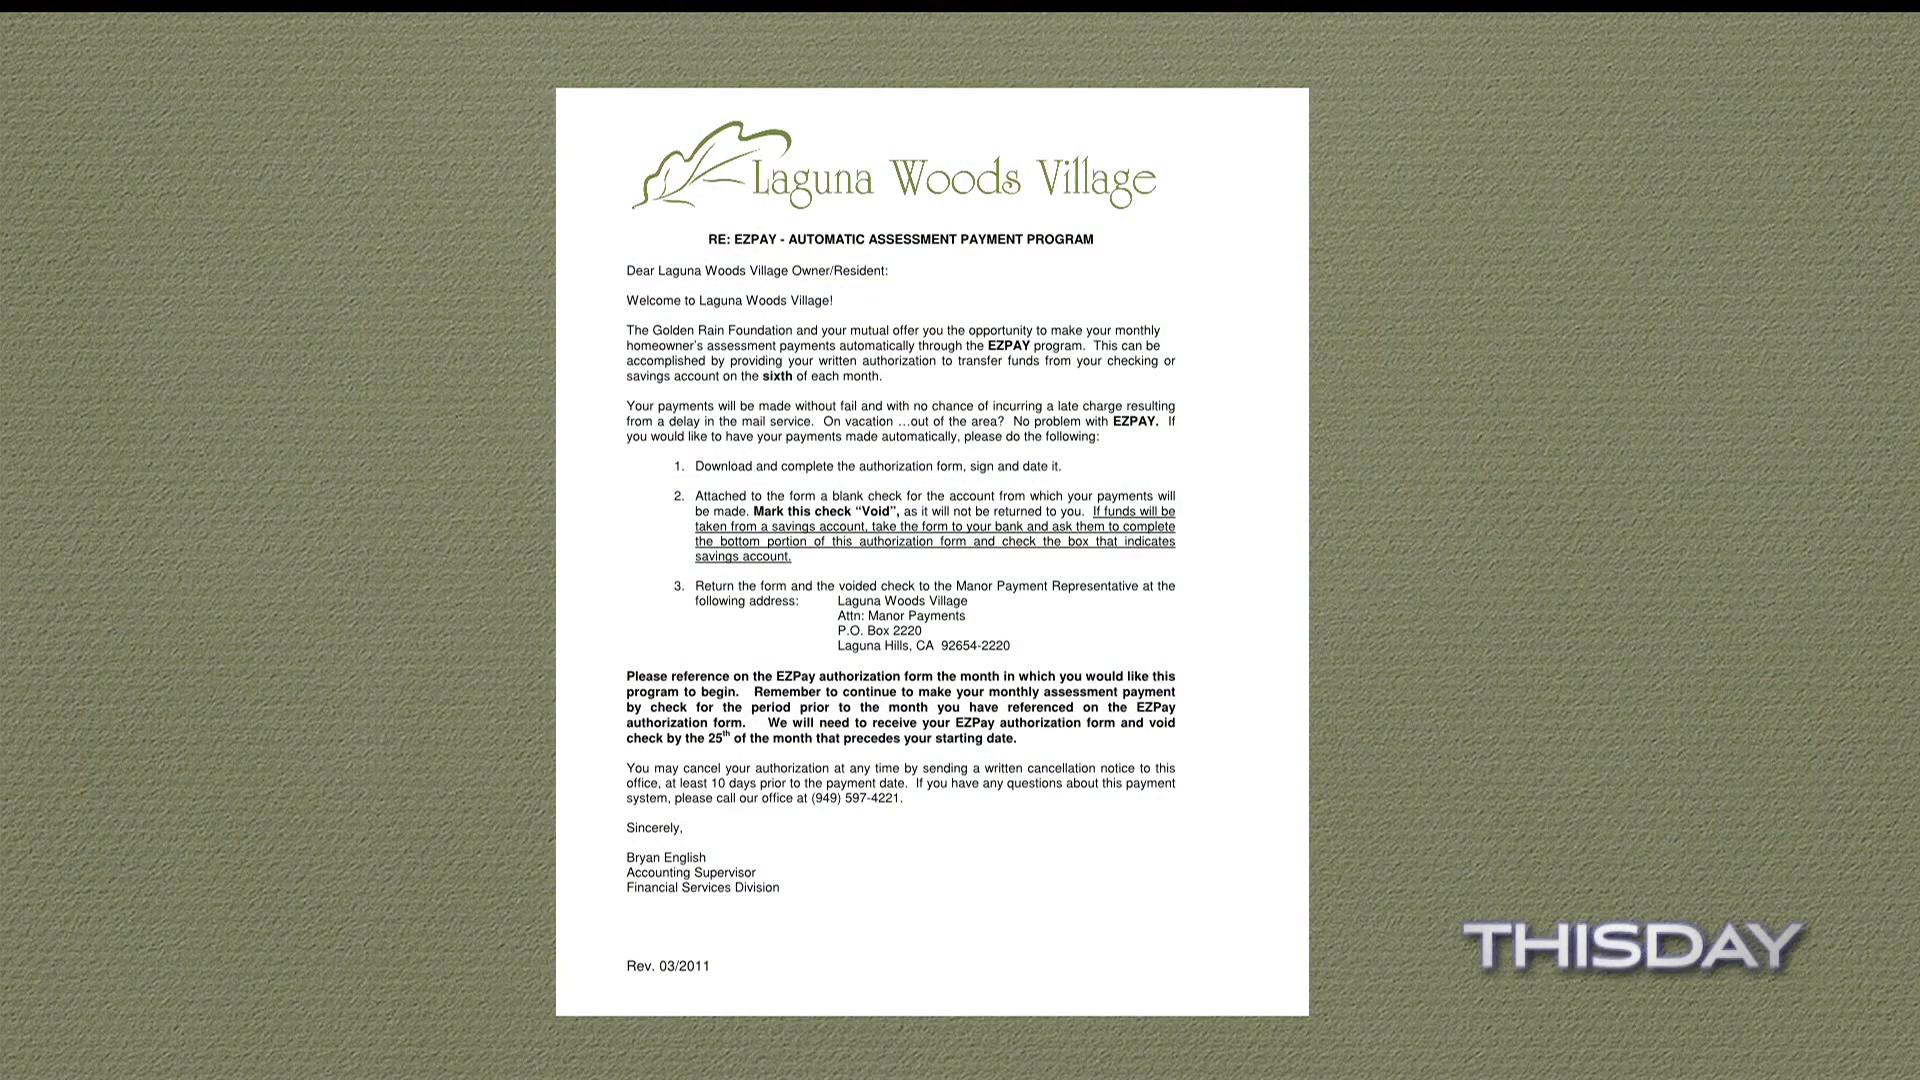 Laguna Woods Village
RE: EZPAY - AUTOMATIC ASSESSMENT PAYMENT PROGRAM
Dear Laguna Woods Village Owner/Resident:
Welcome to Laguna Woods Village!
The Golden Rain Foundation and your mutual offer you the opportunity to make your monthly
homeowner's assessment payments automatically through the EZPAY program. This can be
accomplished by providing your written authorization to transfer funds from your checking or
savings account on the sixth of each month.
Your payments will be made without fail and with no chance of incurring a late charge resulting
from a delay in the mail service. On vacation ...out of the area? No problem with EZPAY. If
you would like to have your payments made automatically, please do the following:
1. Download and complete the authorization form, sign and date it.
2. Attached to the form a blank check for the account from which your payments will
be made. Mark this check “Void”, as it will not be returned to you. If funds will be
taken from a savings account, take the form to your bank and ask them to complete
the bottom portion of this authorization form and check the box that indicates
savings account.
3. Return the form and the voided check to the Manor Payment Representative at the
following address: Laguna Woods Village
Attn: Manor Payments
P.O. Box 2220
Laguna Hills, CA 92654-2220
Please reference on the EZPay authorization form the month in which you would like this
program to begin. Remember to continue to make your monthly assessment payment
by check for the period prior to the month you have referenced on the EZPay
authorization form. We will need to receive your EZPay authorization form and void
check by the 25th of the month that precedes your starting date.
You may cancel your authorization at any time by sending a written cancellation notice to this
office, at least 10 days prior to the payment date. If you have any questions about this payment
system, please call our office at (949) 597-4221.
Sincerely,
Bryan English
Accounting Supervisor
Financial Services Division
THISDAY
Rev. 03/2011